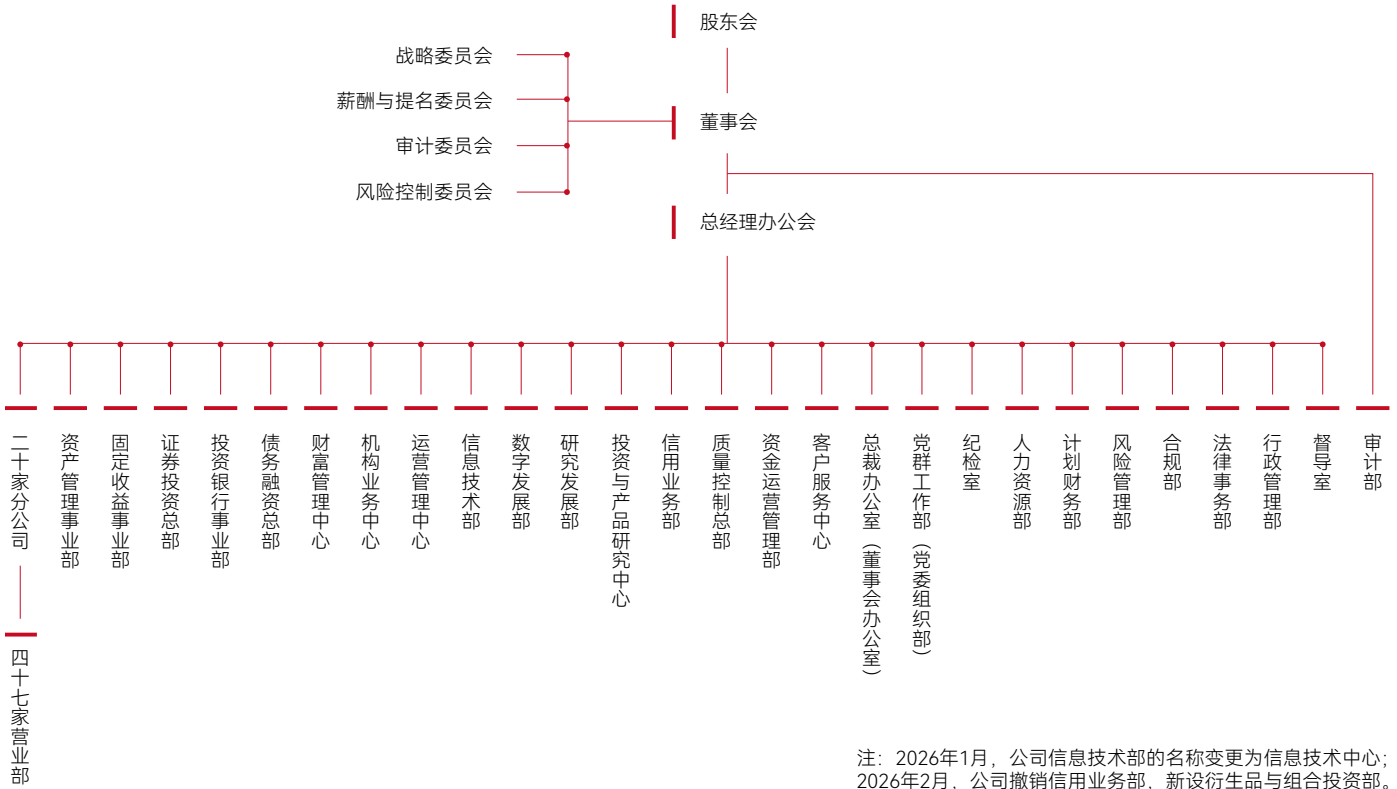 股东会
战略委员会
薪酬与提名委员会
董事会
审计委员会
风险控制委员会
总经理办公会
二十家分公司
资产管理事业部
固定收益事业部
证券投资总部
投资银行事业部
债务融资总部
财富管理中心
机构业务中心
运营管理中心
信息技术部
数字发展部
研究发展部
投资与产品研究中心
信用业务部
质量控制总部
资金运营管理部
客户服务中心
总裁办公室（董事会办公室）
党群工作部（党委组织部）
纪检室
人力资源部
计划财务部
风险管理部
合规部
法律事务部
行政管理部
督导室
审计部
四十七家营业部
注：2026年1月，公司信息技术部的名称变更为信息技术中心；
2026年2月，公司撤销信用业务部，新设衍生品与组合投资部。